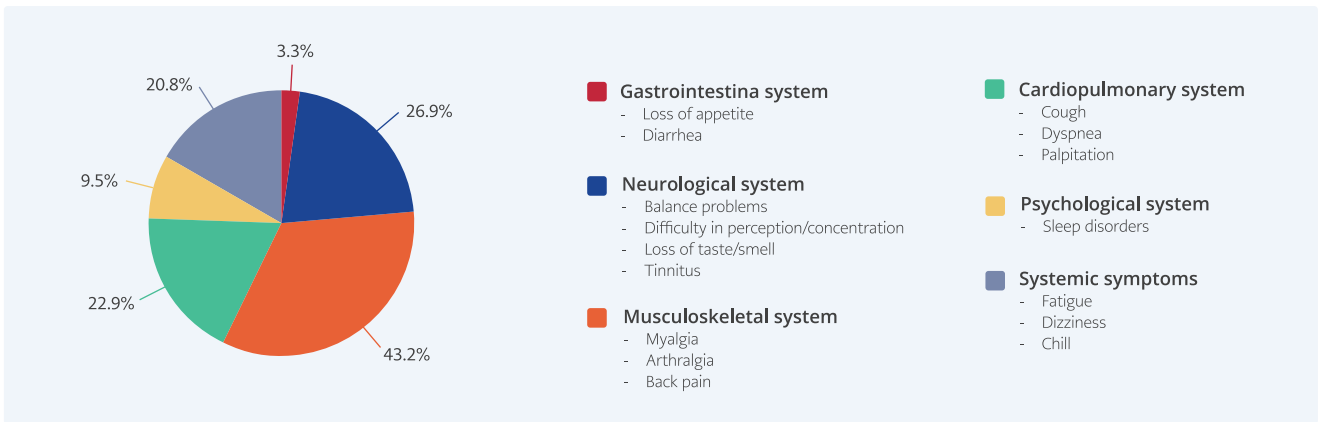 3.3%
20.8%
26.9%
9.5%
22.9%
43.2%
Gastrointestina system
- Loss of appetite
- Diarrhea
Neurological system
- Balance problems
- Difficulty in perception/concentration
- Loss of taste/smell
- Tinnitus
Musculoskeletal system
- Myalgia
- Arthralgia
- Back pain
Cardiopulmonary system
- Cough
- Dyspnea
- Palpitation
Psychological system
- Sleep disorders
Systemic symptoms
- Fatigue
- Dizziness
- Chill